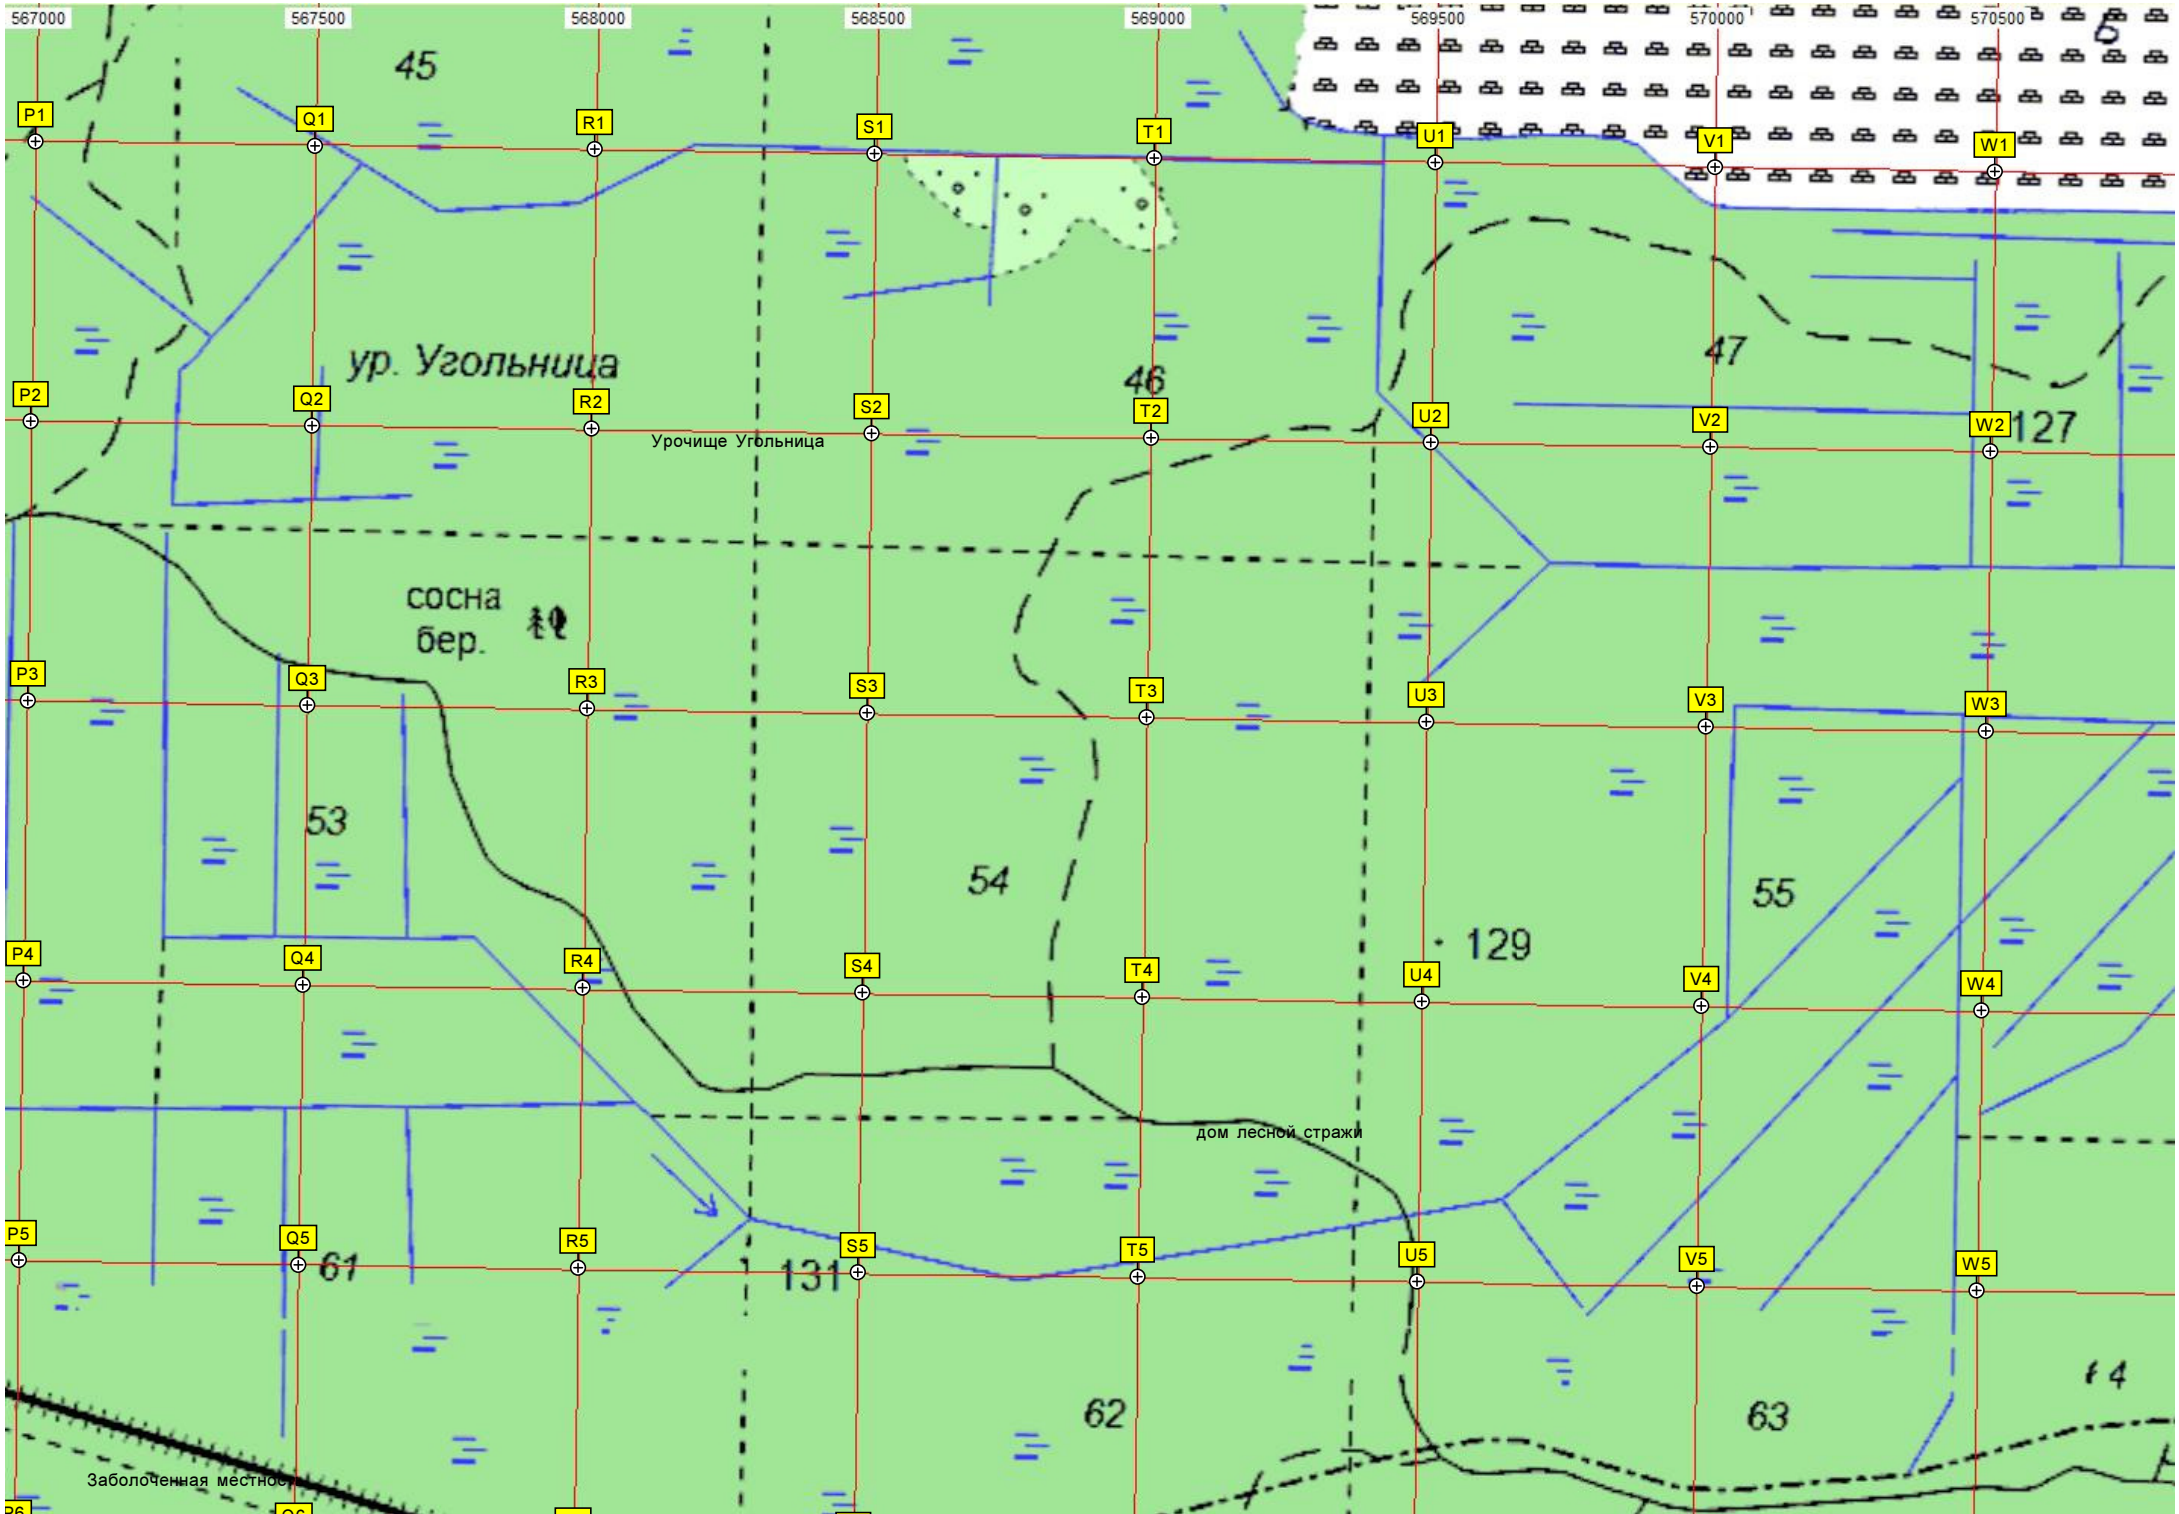 567000 567500 568000 568500 569000 569500 570000 570500
Б
45
P1 Q1 R1 S1 T1 U1 V1 W1
ур. Угольница
46
47
P2 Q2 R2 S2 T2 U2 V2 W2
127
Урочище Угольница
сосна
бер.
P3 Q3 R3 S3 T3 U3 V3 W3
53
54
55
129
P4 Q4 R4 S4 T4 U4 V4 W4
дом лесной стражи
P5 Q5 R5 S5 T5 U5 V5 W5
61
131
4
62
63
Заболоченная
P6 Q6